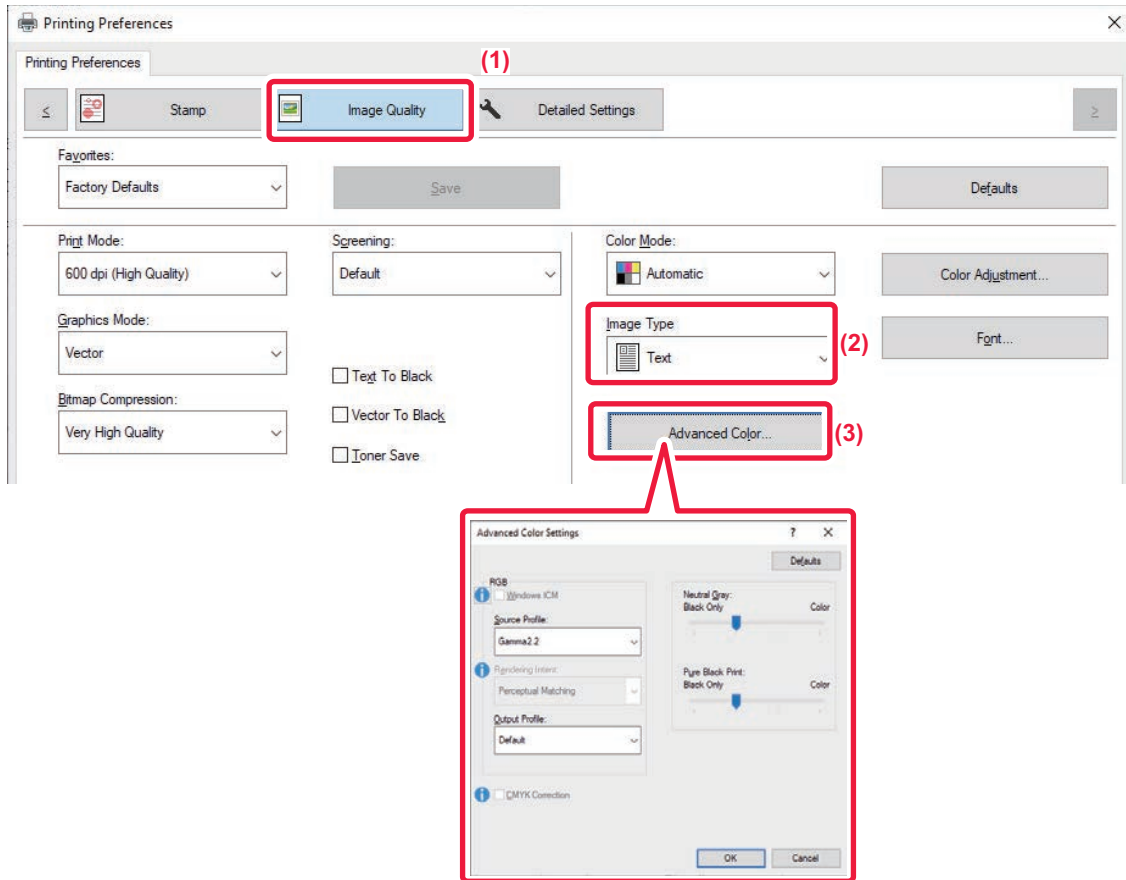 Printing Preferences
Printing Preferences
(1)
<
Stamp
Image Quality
Detailed Settings
>
Favorites:
Factory Defaults
Save
Defaults
Print Mode:
600 dpi (High Quality)
Screening:
Default
Color Mode:
Automatic
Color Adjustment...
Graphics Mode:
Vector
Image Type
Text
(2)
Font...
Text To Black
Bitmap Compression:
Very High Quality
Vector To Black
Advanced Color...
(3)
Toner Save
Advanced Color Settings
?
Defaults
RGB
Windows ICM
Source Profile:
Gamma2.2
Rendering Intent:
Perceptual Matching
Output Profile:
Default
CMYK Correction
Neutral Gray:
Black Only Color
Pure Black Print:
Black Only Color
OK
Cancel